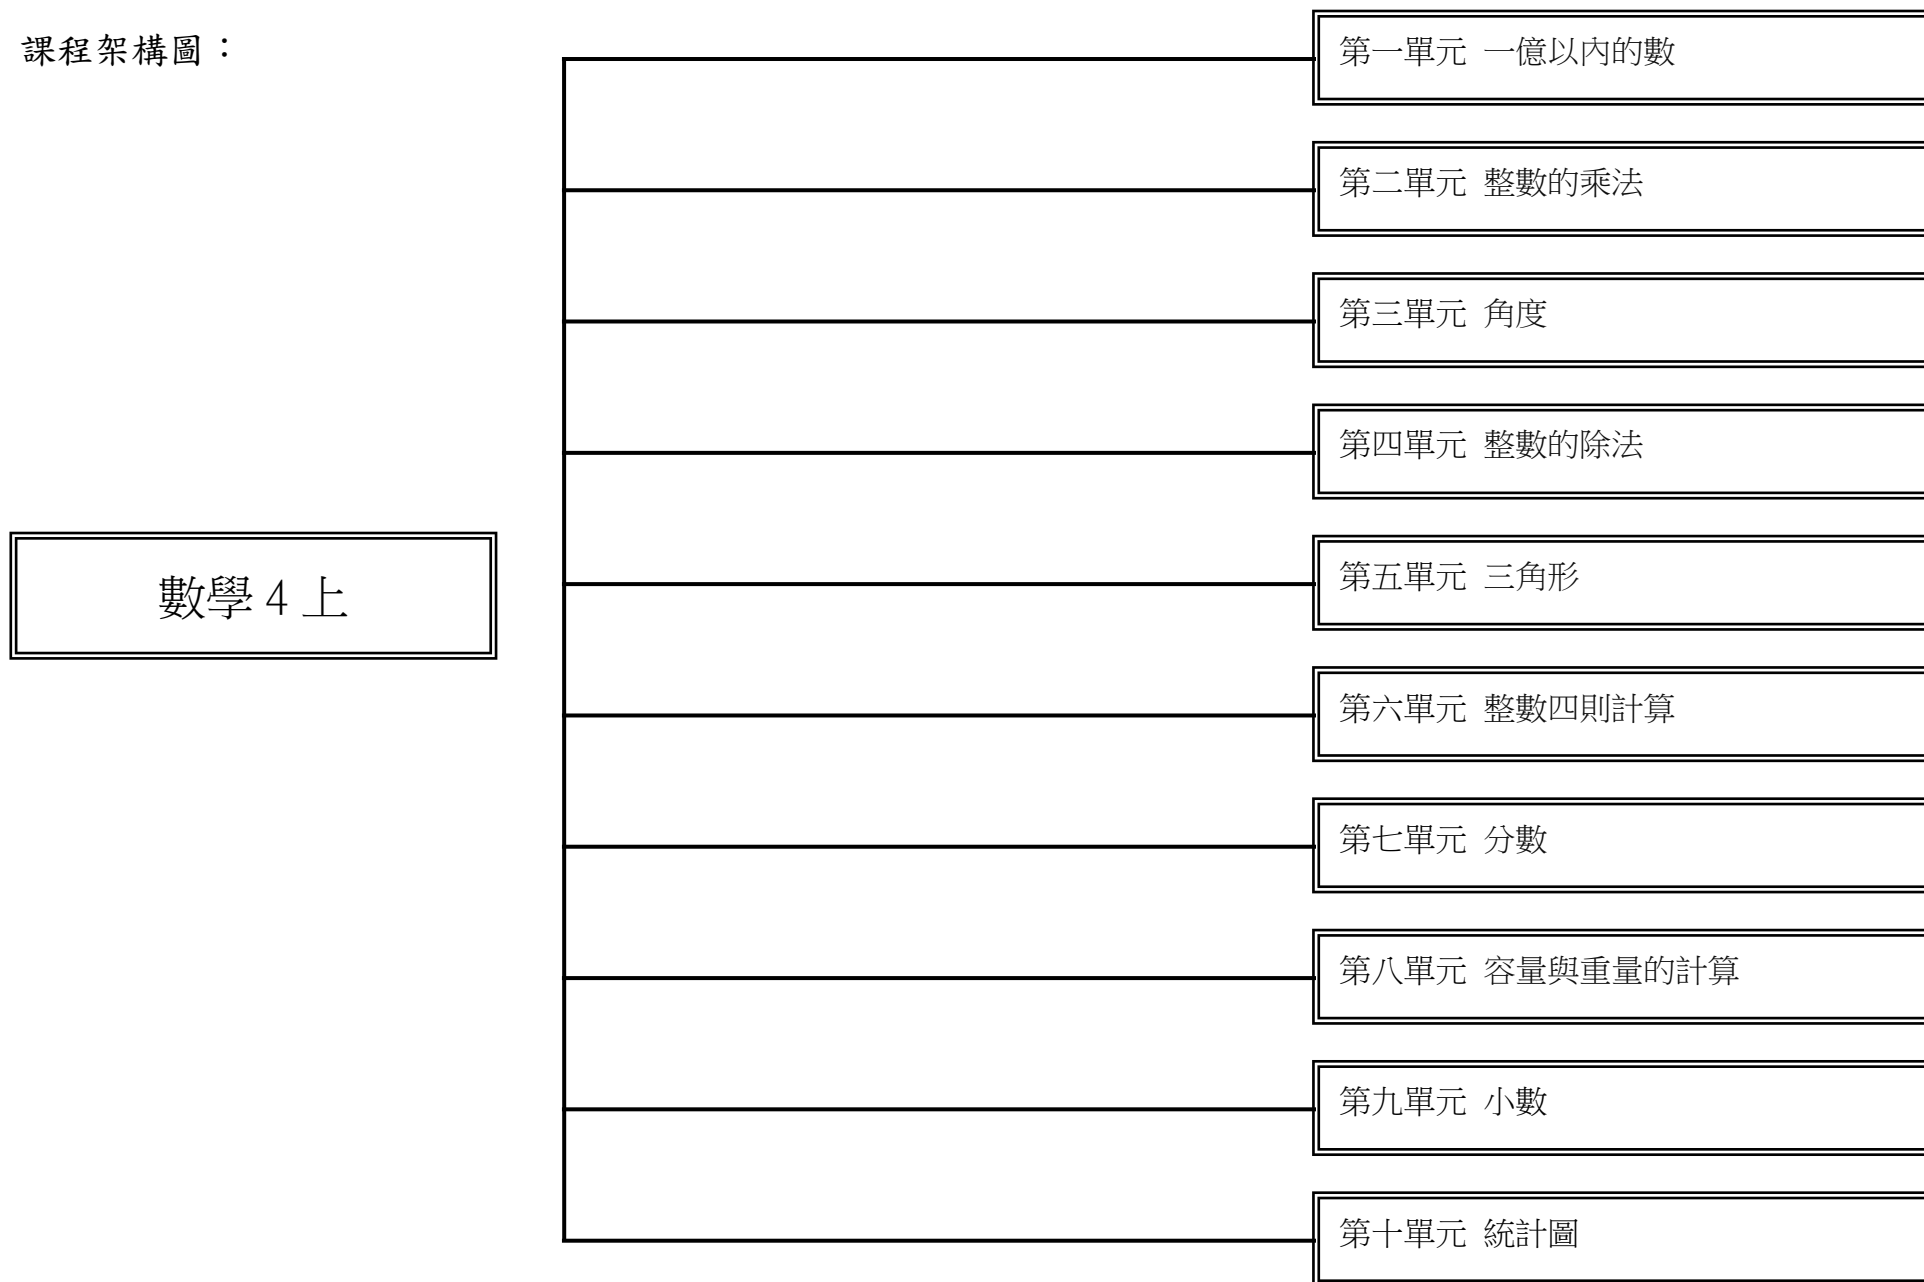 課程架構圖：
第一單元 一億以內的數
第二單元 整數的乘法
第三單元 角度
第四單元 整數的除法
第五單元 三角形
數學 4 上
第六單元 整數四則計算
第七單元 分數
第八單元 容量與重量的計算
第九單元 小數
第十單元 統計圖